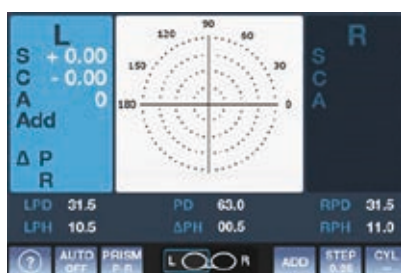 L
S + 0.00
C - 0.00
A 0
Add
Δ P
R
90
120 60
150 30
180 0
R
S
C
A
LPD 31.5 PD 63.0 RPD 31.5
LPH 10.5 ΔPH 00.5 RPH 11.0
? AUTO OFF PRISM P-R L R ADD STEP 0.25 CYL -